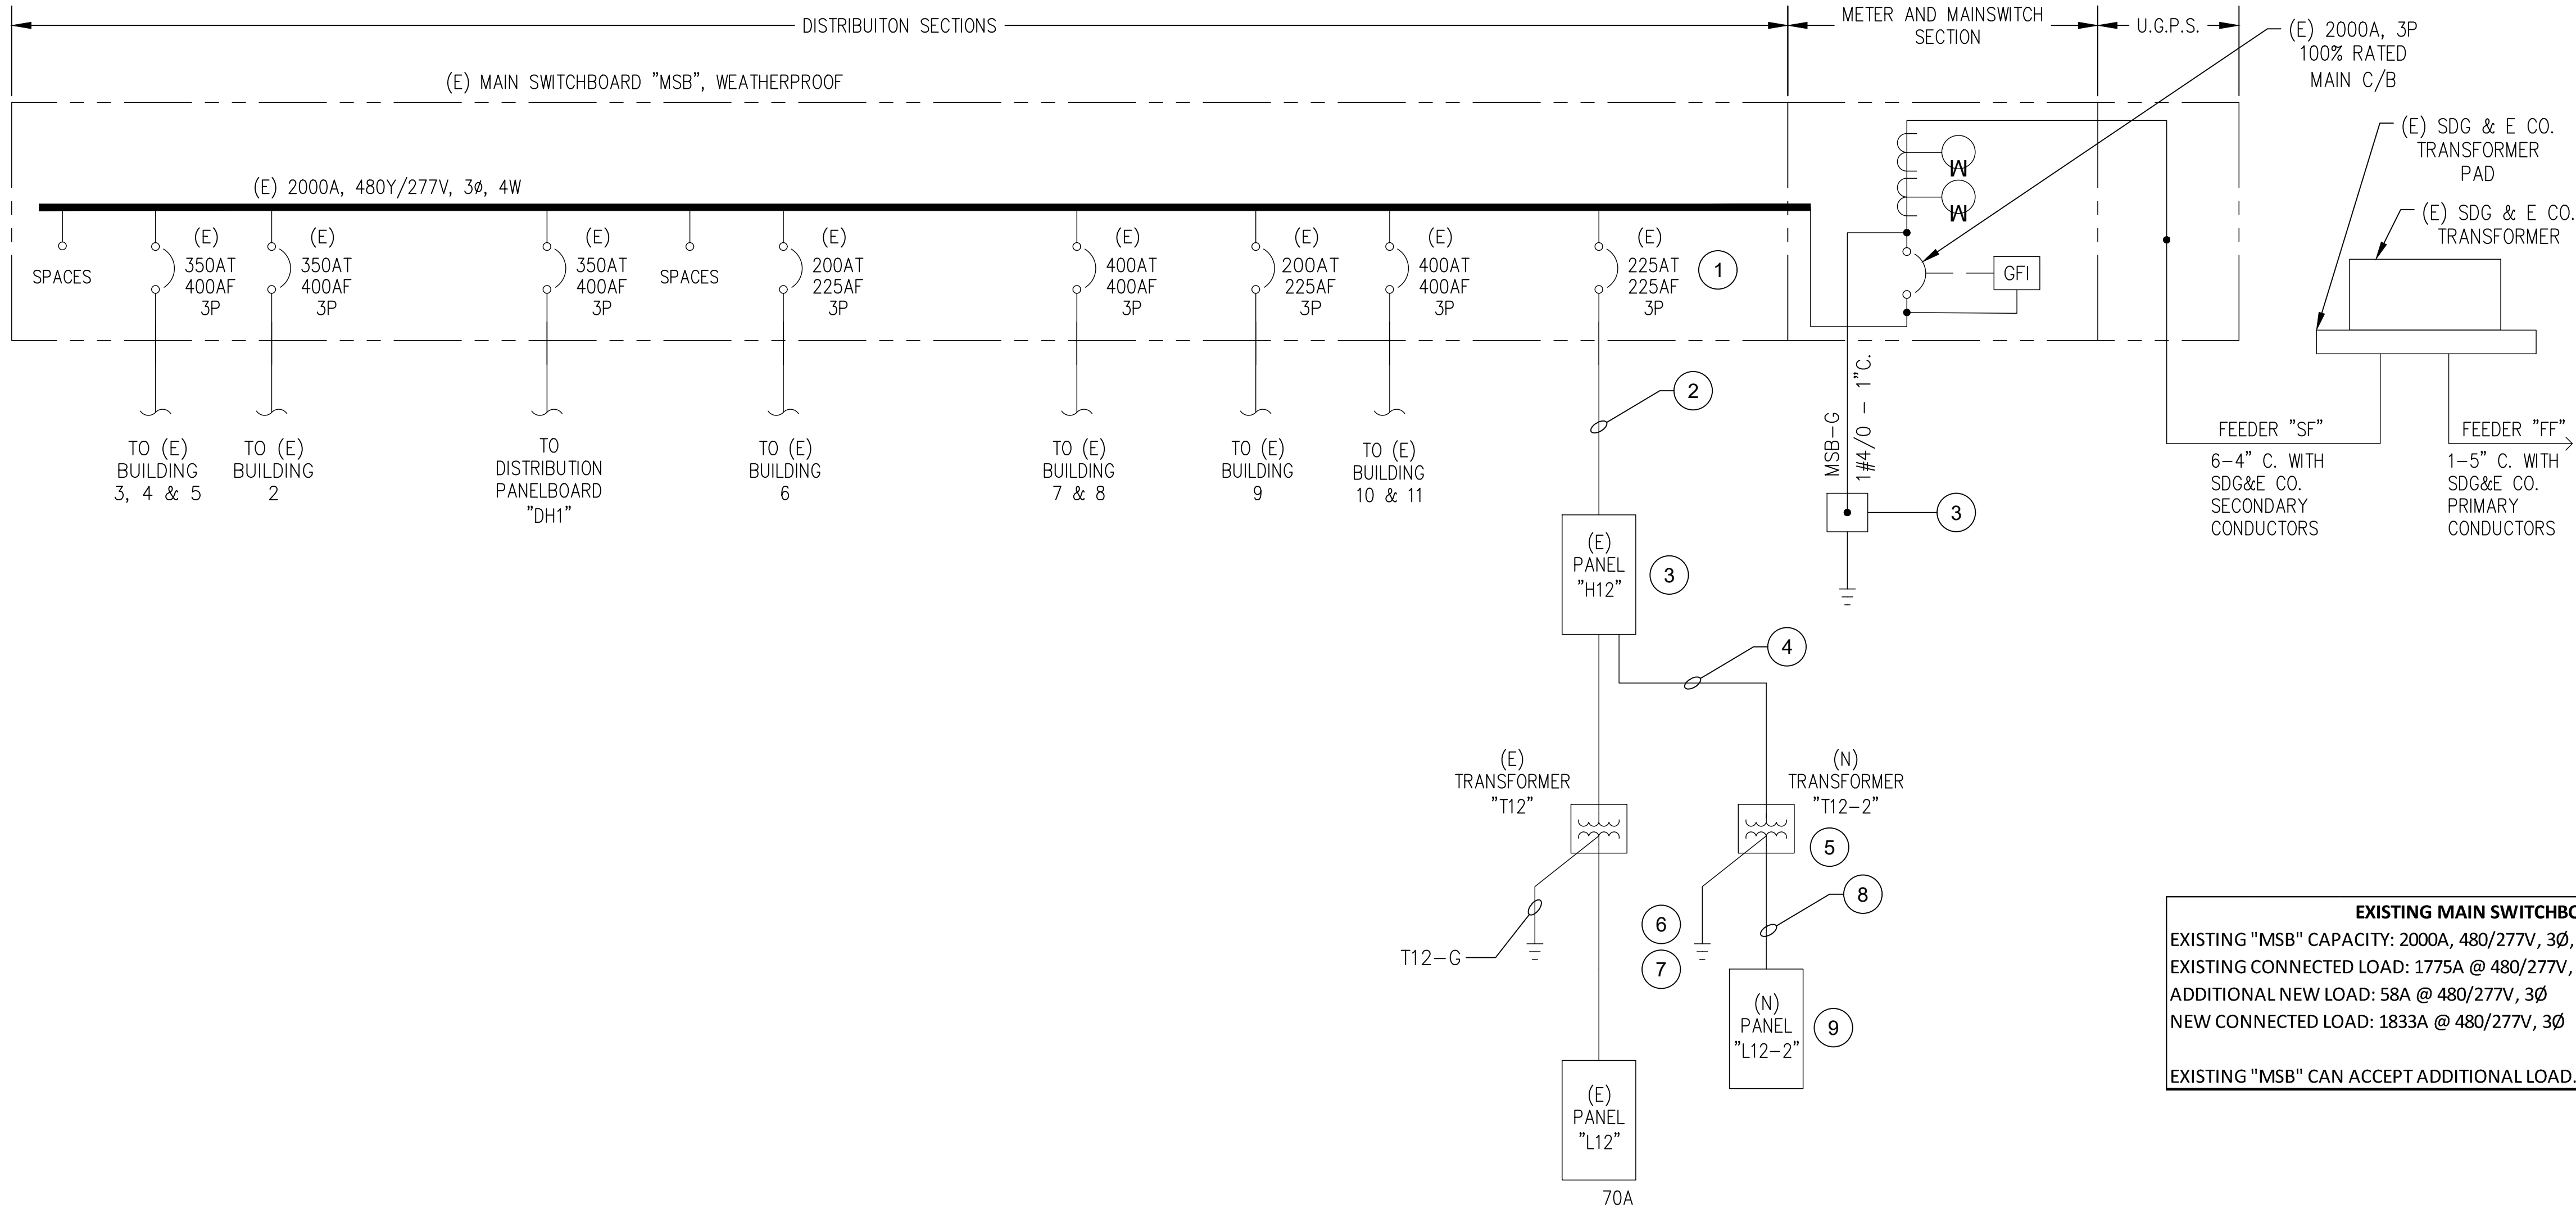 DISTRIBUITON SECTIONS
METER AND MAINSWITCH
SECTION
U.G.P.S.
(E) 2000A, 3P
100% RATED
MAIN C/B
(E) MAIN SWITCHBOARD "MSB", WEATHERPROOF
(E) SDG & E CO.
TRANSFORMER
PAD
(E) SDG & E CO.
TRANSFORMER
(E) 2000A, 480Y/277V, 3ø, 4W
M
M
GFI
SPACES
(E)
350AT
400AF
3P
(E)
350AT
400AF
3P
(E)
350AT
400AF
3P
SPACES
(E)
200AT
225AF
3P
(E)
400AT
400AF
3P
(E)
200AT
225AF
3P
(E)
400AT
400AF
3P
(E)
225AT
225AF
3P
1
2
TO (E)
BUILDING
3, 4 & 5
TO (E)
BUILDING
2
TO
DISTRIBUTION
PANELBOARD
"DH1"
TO (E)
BUILDING
6
TO (E)
BUILDING
7 & 8
TO (E)
BUILDING
9
TO (E)
BUILDING
10 & 11
MSB-G
1#4/0 - 1"C.
3
FEEDER "SF"
6-4" C. WITH
SDG&E CO.
SECONDARY
CONDUCTORS
FEEDER "FF"
1-5" C. WITH
SDG&E CO.
PRIMARY
CONDUCTORS
(E)
PANEL
"H12"
3
4
(E)
TRANSFORMER
"T12"
(N)
TRANSFORMER
"T12-2"
5
8
6
7
T12-G
(N)
PANEL
"L12-2"
9
(E)
PANEL
"L12"
70A
EXISTING MAIN SWITCHBO
EXISTING "MSB" CAPACITY: 2000A, 480/277V, 3Ø,
EXISTING CONNECTED LOAD: 1775A @ 480/277V,
ADDITIONAL NEW LOAD: 58A @ 480/277V, 3Ø
NEW CONNECTED LOAD: 1833A @ 480/277V, 3Ø
EXISTING "MSB" CAN ACCEPT ADDITIONAL LOAD.